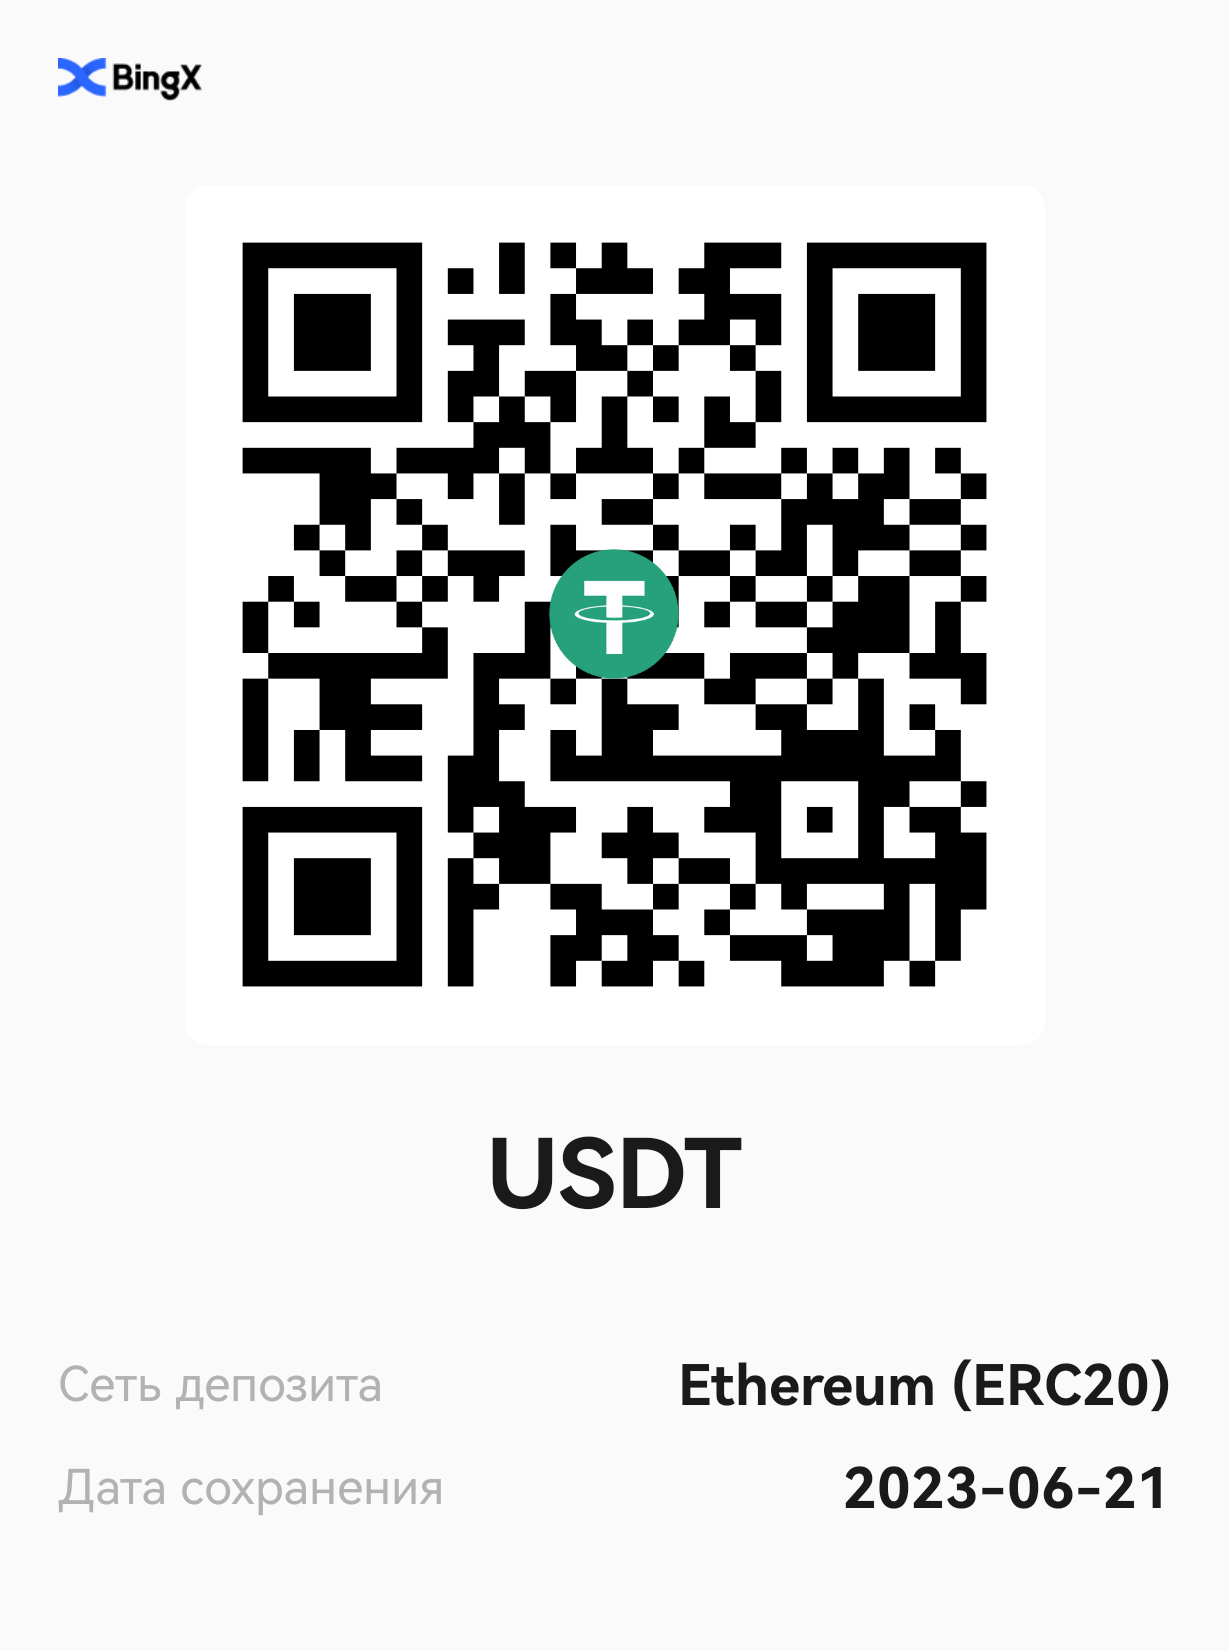 BingX
USDT
Сеть депозита Ethereum (ERC20)
Дата сохранения 2023-06-21